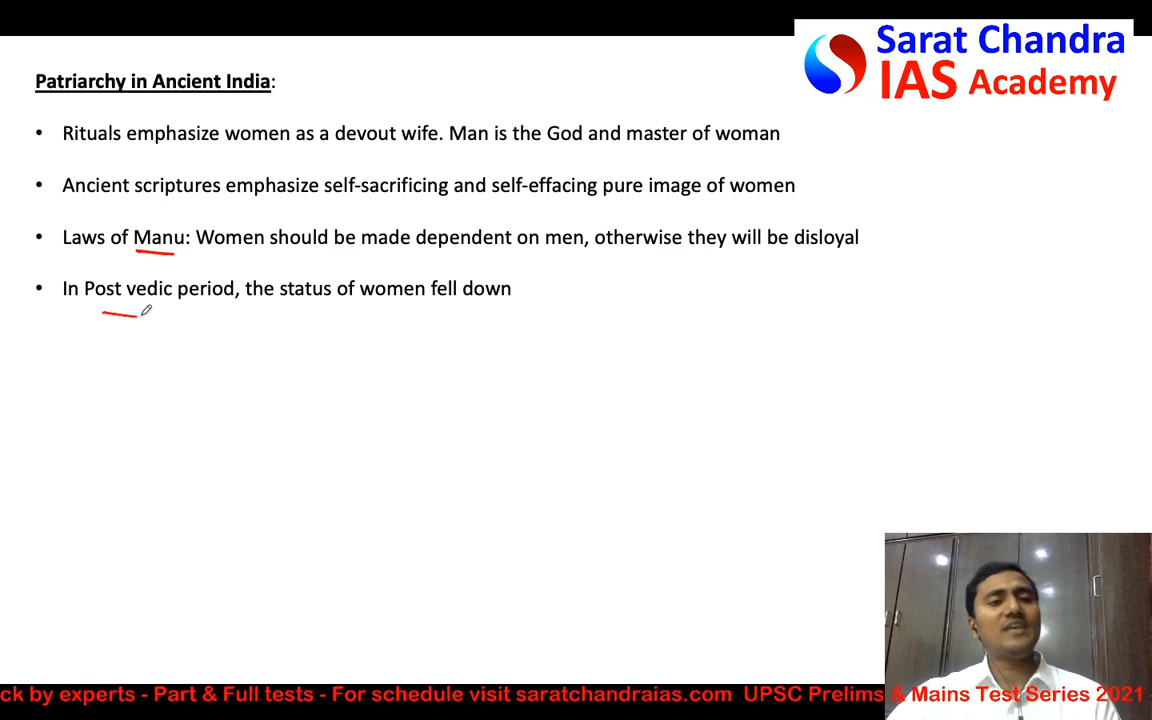 Sarat Chandra
IAS Academy
Patriarchy in Ancient India:
• Rituals emphasize women as a devout wife. Man is the God and master of woman
• Ancient scriptures emphasize self-sacrificing and self-effacing pure image of women
• Laws of Manu: Women should be made dependent on men, otherwise they will be disloyal
• In Post vedic period, the status of women fell down
ck by experts - Part & Full tests - For schedule visit saratchandraias.com UPSC Prelims & Mains Test Series 2021 -